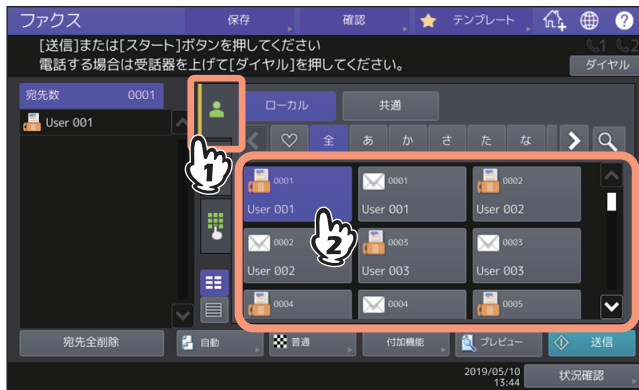 ファクス
保存
確認
テンプレート
?
[送信]または[スタート]ボタンを押してください
電話する場合は受話器を上げて[ダイヤル]を押してください。
1
2
ダイヤル
宛先数 0001
User 001
ローカル
共通
全
あ
か
さ
た
な
0001
User 001
0001
User 001
0002
User 002
0002
User 002
0003
User 003
0003
User 003
0004
0004
0005
1
2
宛先全削除
自動
普通
付加機能
プレビュー
送信
2019/05/10
13:44
状況確認